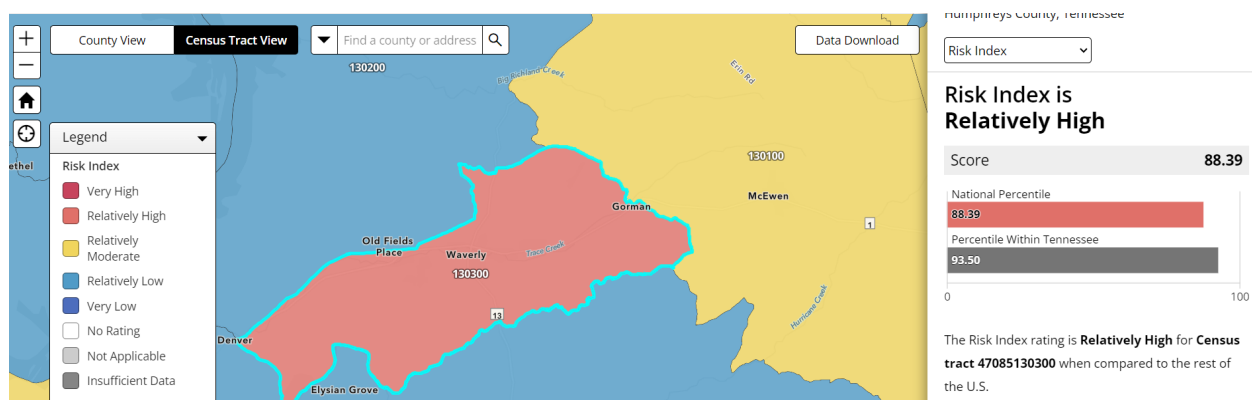 Humphreys County, Tennessee
+
County View
Census Tract View
Find a county or address
Data Download
Risk Index
−
130200
Big Richland Creek
Erin Rd
Risk Index is
Relatively High
Legend
ethel
Risk Index
Very High
Relatively High
Relatively
Moderate
Relatively Low
Very Low
No Rating
Not Applicable
Insufficient Data
130100
McEwen
Gorman
1
Old Fields
Place
Waverly
Trace Creek
130300
13
Hurricane Creek
Denver
Elysian Grove
Score 88.39
National Percentile
88.39
Percentile Within Tennessee
93.50
0 100
The Risk Index rating is Relatively High for Census
tract 47085130300 when compared to the rest of
the U.S.